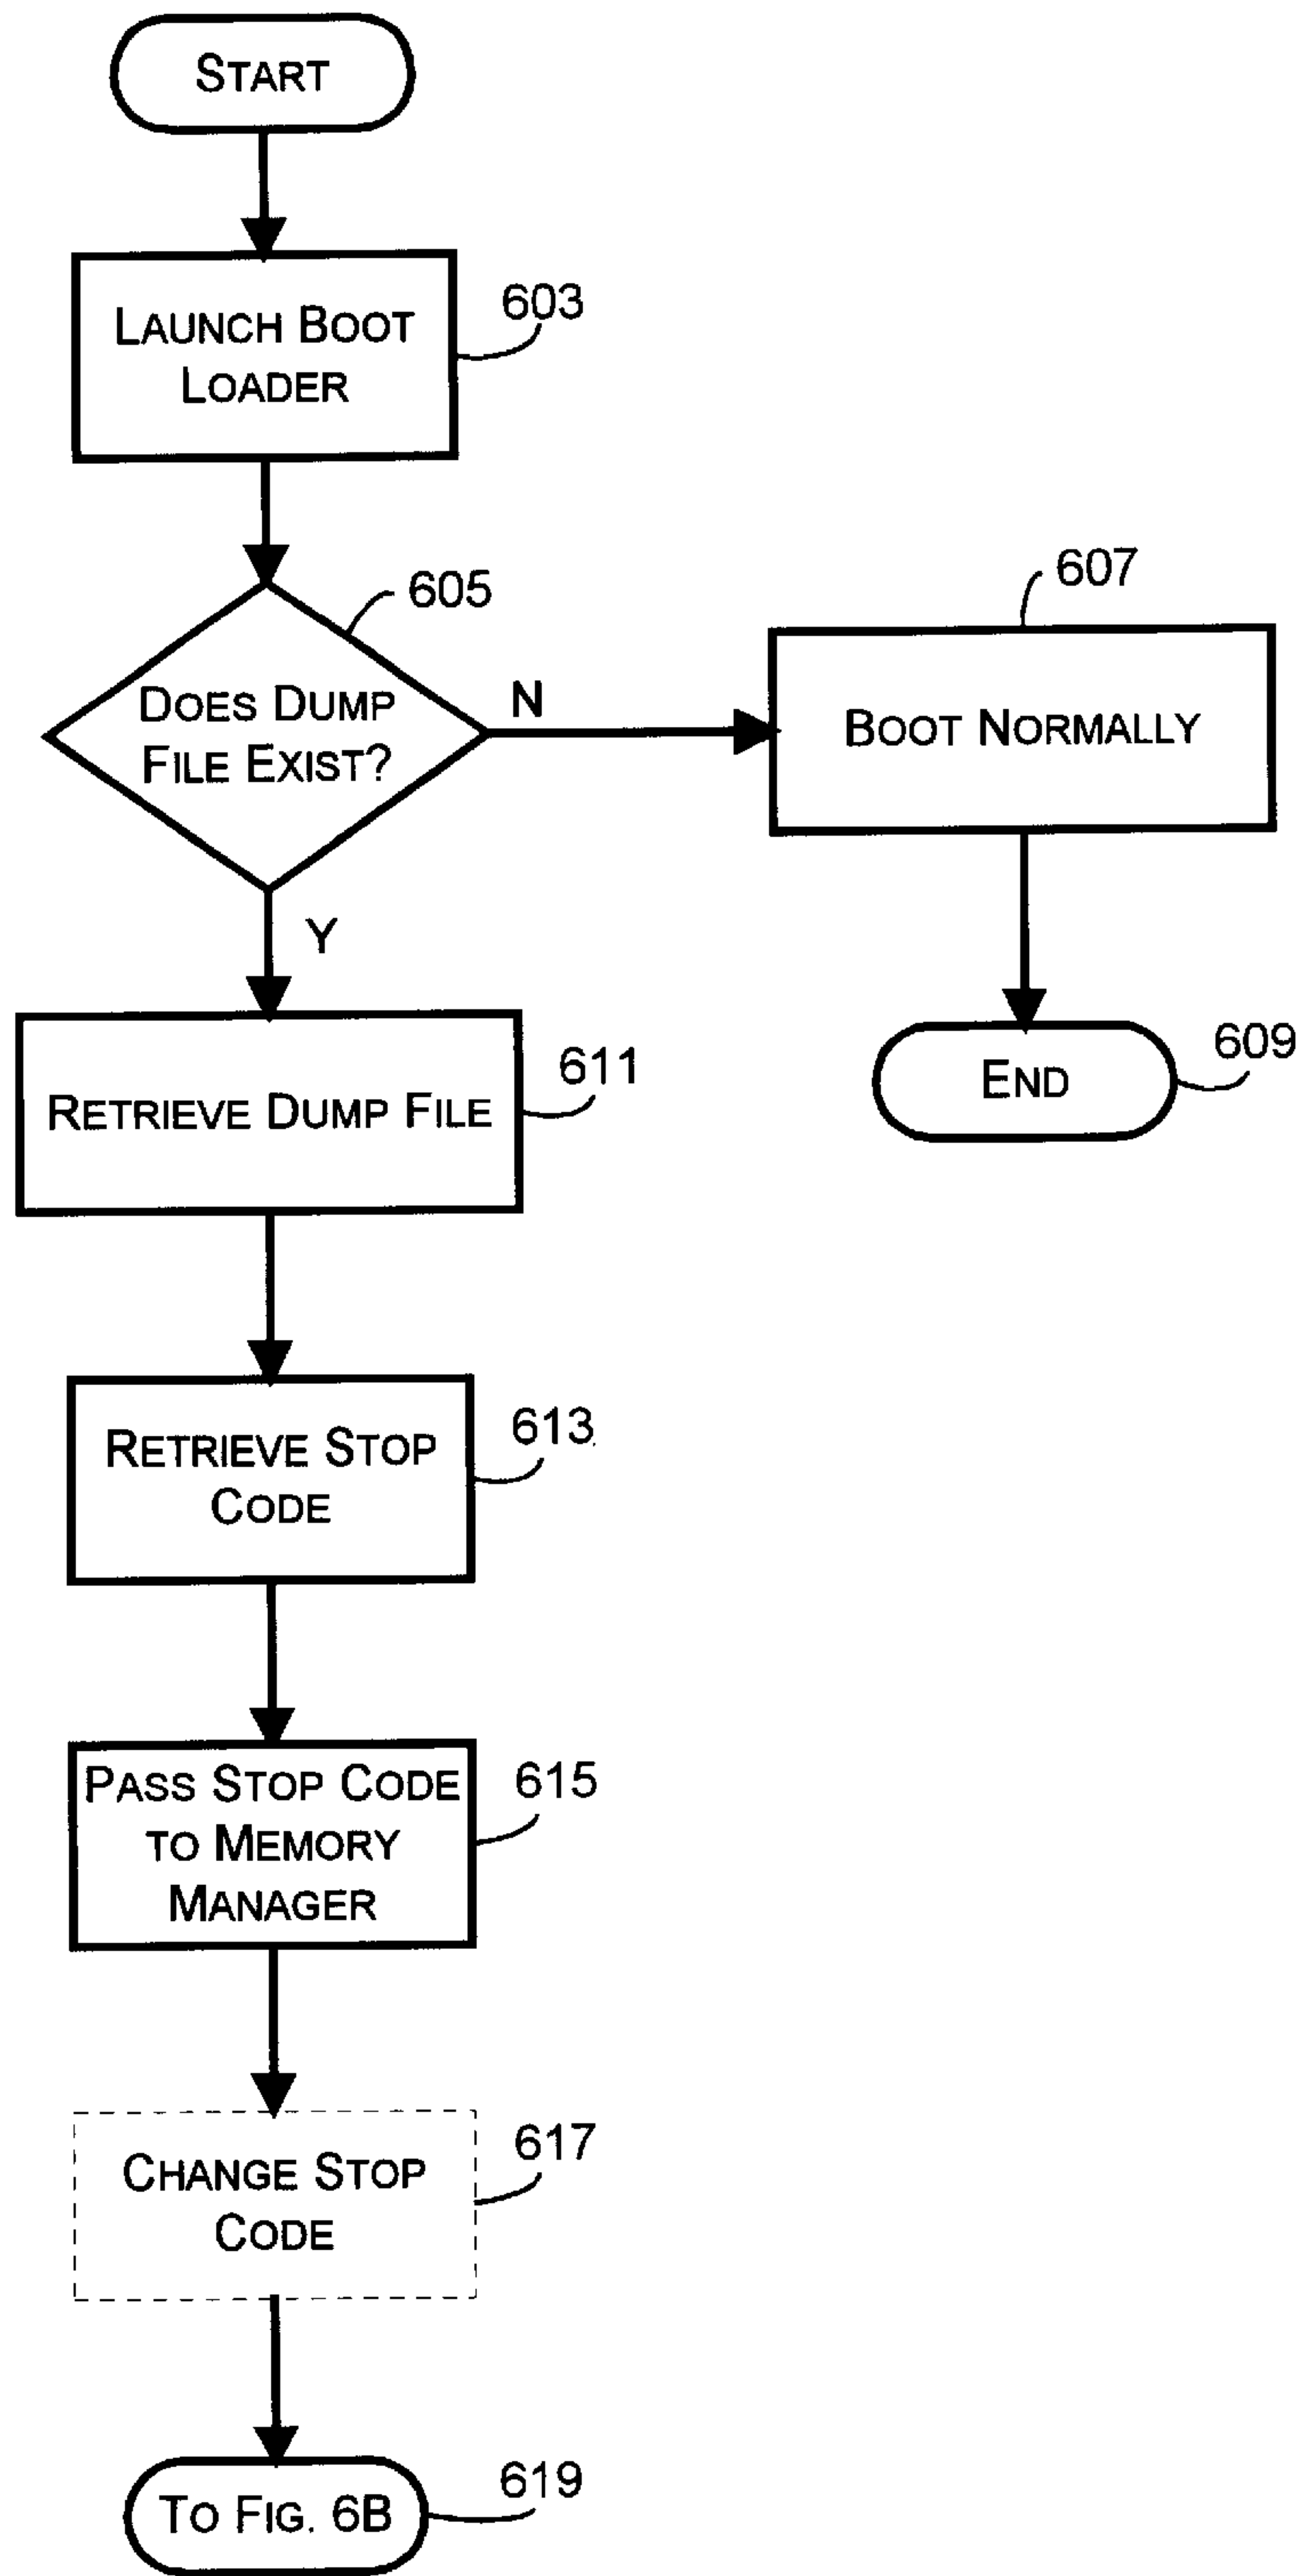 START
LAUNCH BOOT
LOADER
603
605
DOES DUMP
FILE EXIST?
N
607
BOOT NORMALLY
Y
609
END
611
RETRIEVE DUMP FILE
613
RETRIEVE STOP
CODE
615
PASS STOP CODE
TO MEMORY
MANAGER
617
CHANGE STOP
CODE
619
TO FIG. 6B